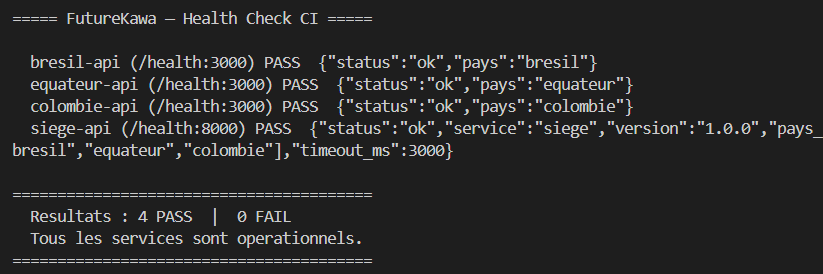 ===== FutureKawa — Health Check CI =====
bresil-api (/health:3000) PASS  {"status":"ok","pays":"bresil"}
equateur-api (/health:3000) PASS  {"status":"ok","pays":"equateur"}
colombie-api (/health:3000) PASS  {"status":"ok","pays":"colombie"}
siege-api (/health:8000) PASS  {"status":"ok","service":"siege","version":"1.0.0","pays_
bresil","equateur","colombie"],"timeout_ms":3000}
========================================
Resultats : 4 PASS  |  0 FAIL
Tous les services sont operationnels.
========================================